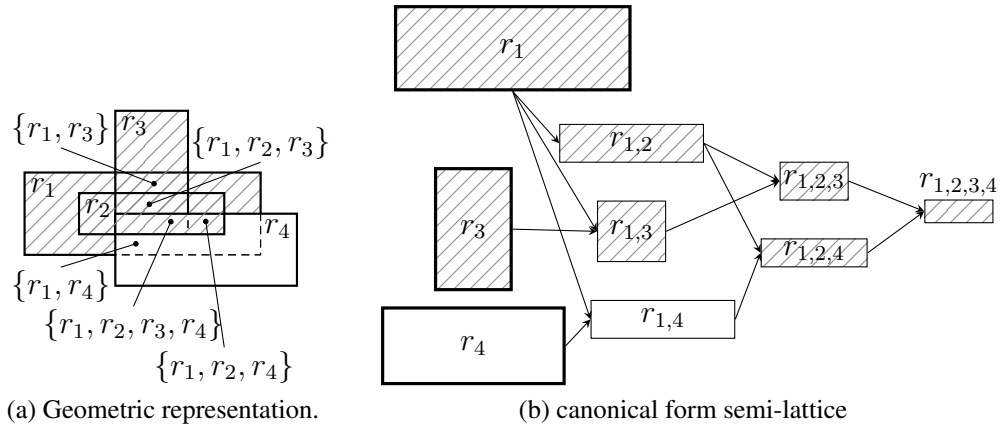 {r1, r3}
r3
{r1, r2, r3}
r1
r2
r4
{r1, r4}
{r1, r2, r3, r4}
{r1, r2, r4}
(a) Geometric representation.
r1
r1,2
r1,2,3
r1,2,3,4
r3
r1,3
r1,2,4
r1,4
r4
(b) canonical form semi-lattice